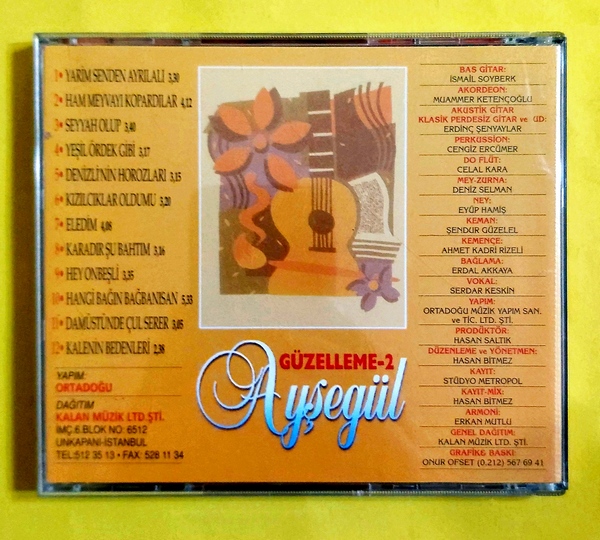 1• YARİM SENDEN AYRILALI 3,30
2• HAM MEYVAYI KOPARDILAR 4,12
3• SEYYAH OLUP 3,40
4• YEŞİL ÖRDEK GİBİ 3,17
5• DENİZLİ'NİN HOROZLARI 3,15
6• KIZILCIKLAR OLDUMU 3,20
7• ELEDİM 4,08
8• KARADIR ŞU BAHTIM 3,16
9• HEY ONBEŞLİ 3,35
10• HANGİ BAĞIN BAĞBANISAN 5,33
11• DAMÜSTÜNDE ÇUL SERER 3,05
12• KALENİN BEDENLERİ 2,38
YAPIM:
ORTADOĞU
DAĞITIM
KALAN MÜZİK LTD.ŞTİ.
İMÇ.6.BLOK NO: 6512
UNKAPANI-İSTANBUL
TEL:512 35 13 • FAX: 528 11 34
GÜZELLEME-2
Ayşegül
BAS GİTAR:
İSMAİL SOYBERK
AKORDEON:
MUAMMER KETENÇOĞLU
AKUSTİK GİTAR
KLASİK PERDESİZ GİTAR ve UD:
ERDİNÇ ŞENYAYLAR
PERKUSSİON:
CENGİZ ERCÜMER
DO FLÜT:
CELAL KARA
MEY-ZURNA:
DENİZ SELMAN
NEY:
EYÜP HAMİŞ
KEMAN:
ŞENDUR GÜZELEL
KEMENÇE:
AHMET KADRİ RİZELİ
BAĞLAMA:
ERDAL AKKAYA
VOKAL:
SERDAR KESKİN
YAPIM:
ORTADOĞU MÜZİK YAPIM SAN.
ve TİC. LTD. ŞTİ.
PRODÜKTÖR:
HASAN SALTIK
DÜZENLEME ve YÖNETMEN:
HASAN BİTMEZ
KAYIT:
STÜDYO METROPOL
KAYIT-MİX:
HASAN BİTMEZ
ARMONİ:
ERKAN MUTLU
GENEL DAĞITIM:
KALAN MÜZİK LTD. ŞTİ.
GRAFİK& BASKI:
ONUR OFSET (0.212) 567 69 41